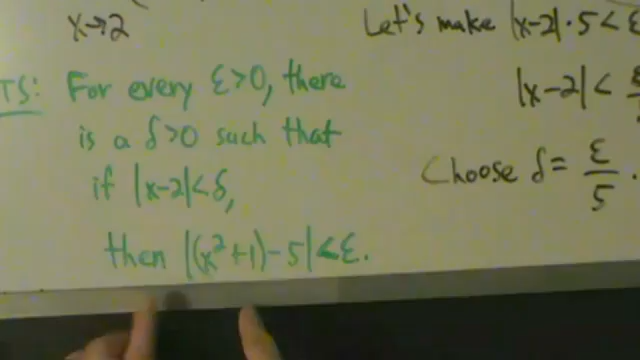 x→2
TS: For every ε>0, there
is a δ>0 such that
if |x-2|<δ,
then |(x²+1)-5|<ε.
Let's make |x-2|·5<ε
|x-2|<
Choose δ=ε/5.